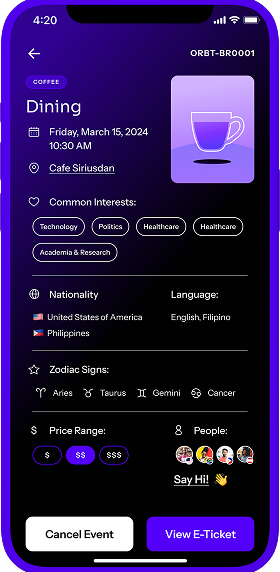 4:20
ORBT-BR0001
COFFEE
Dining
Friday, March 15, 2024
10:30 AM
Cafe Siriusdan
Common Interests:
Technology Politics Healthcare Healthcare
Academia & Research
Nationality Language:
United States of America English, Filipino
Philippines
Zodiac Signs:
Aries Taurus Gemini Cancer
$ Price Range: People:
$ $$ $$$
Say Hi! 👋
Cancel Event View E-Ticket